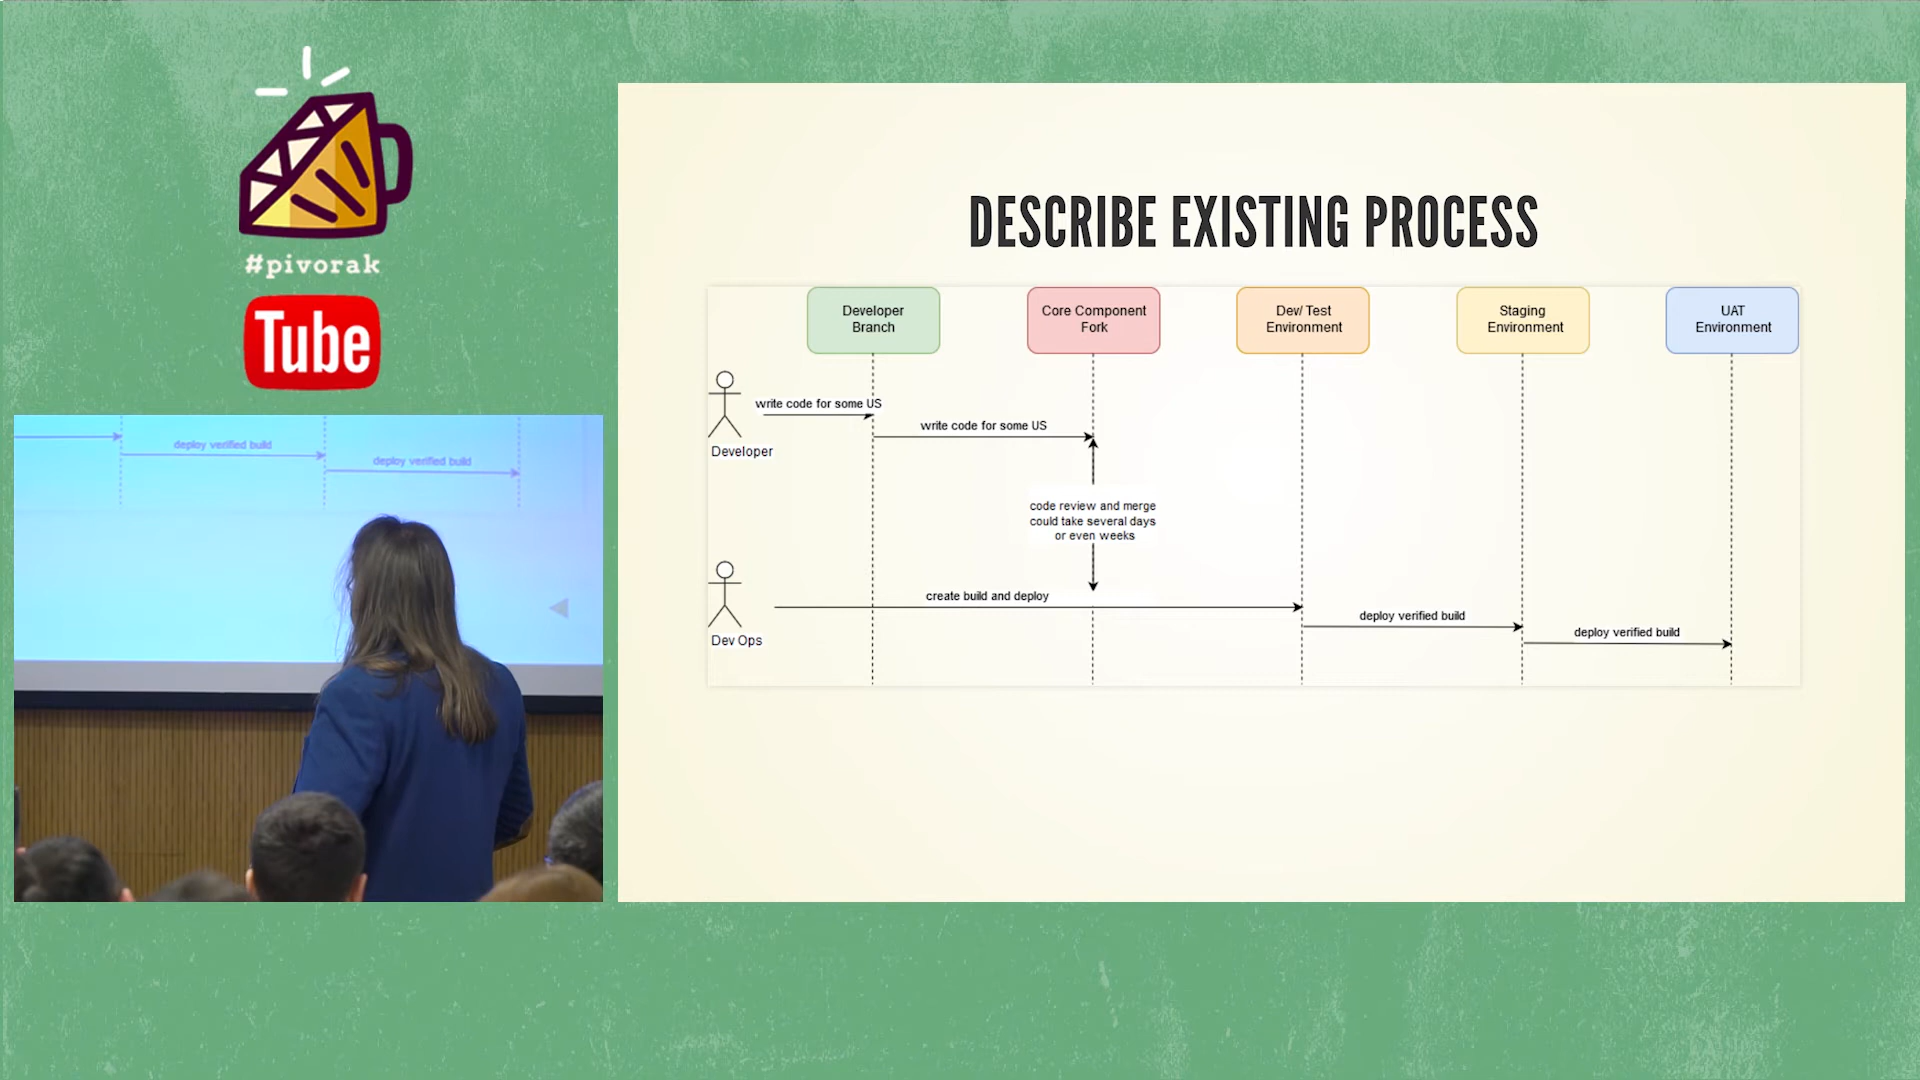 #pivorak
Tube
deploy verified build
deploy verified build
DESCRIBE EXISTING PROCESS
Developer
Branch
Core Component
Fork
Dev/ Test
Environment
Staging
Environment
UAT
Environment
write code for some US
write code for some US
Developer
code review and merge
could take several days
or even weeks
create build and deploy
deploy verified build
deploy verified build
Dev Ops